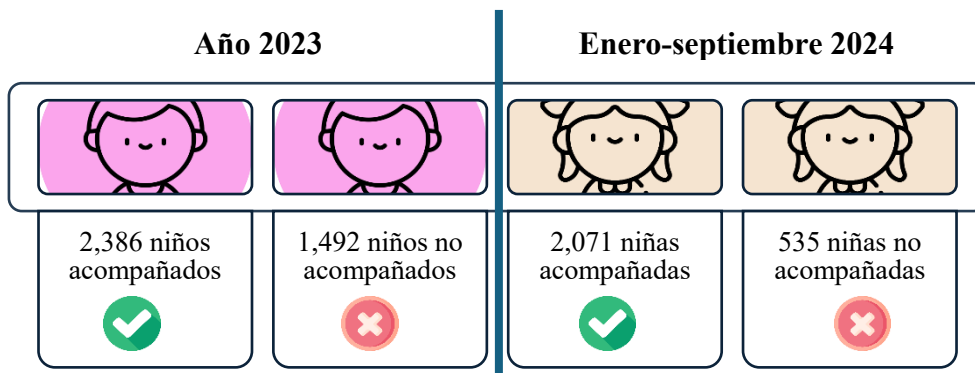 Año 2023
Enero-septiembre 2024
2,386 niños
acompañados
1,492 niños no
acompañados
2,071 niñas
acompañadas
535 niñas no
acompañadas